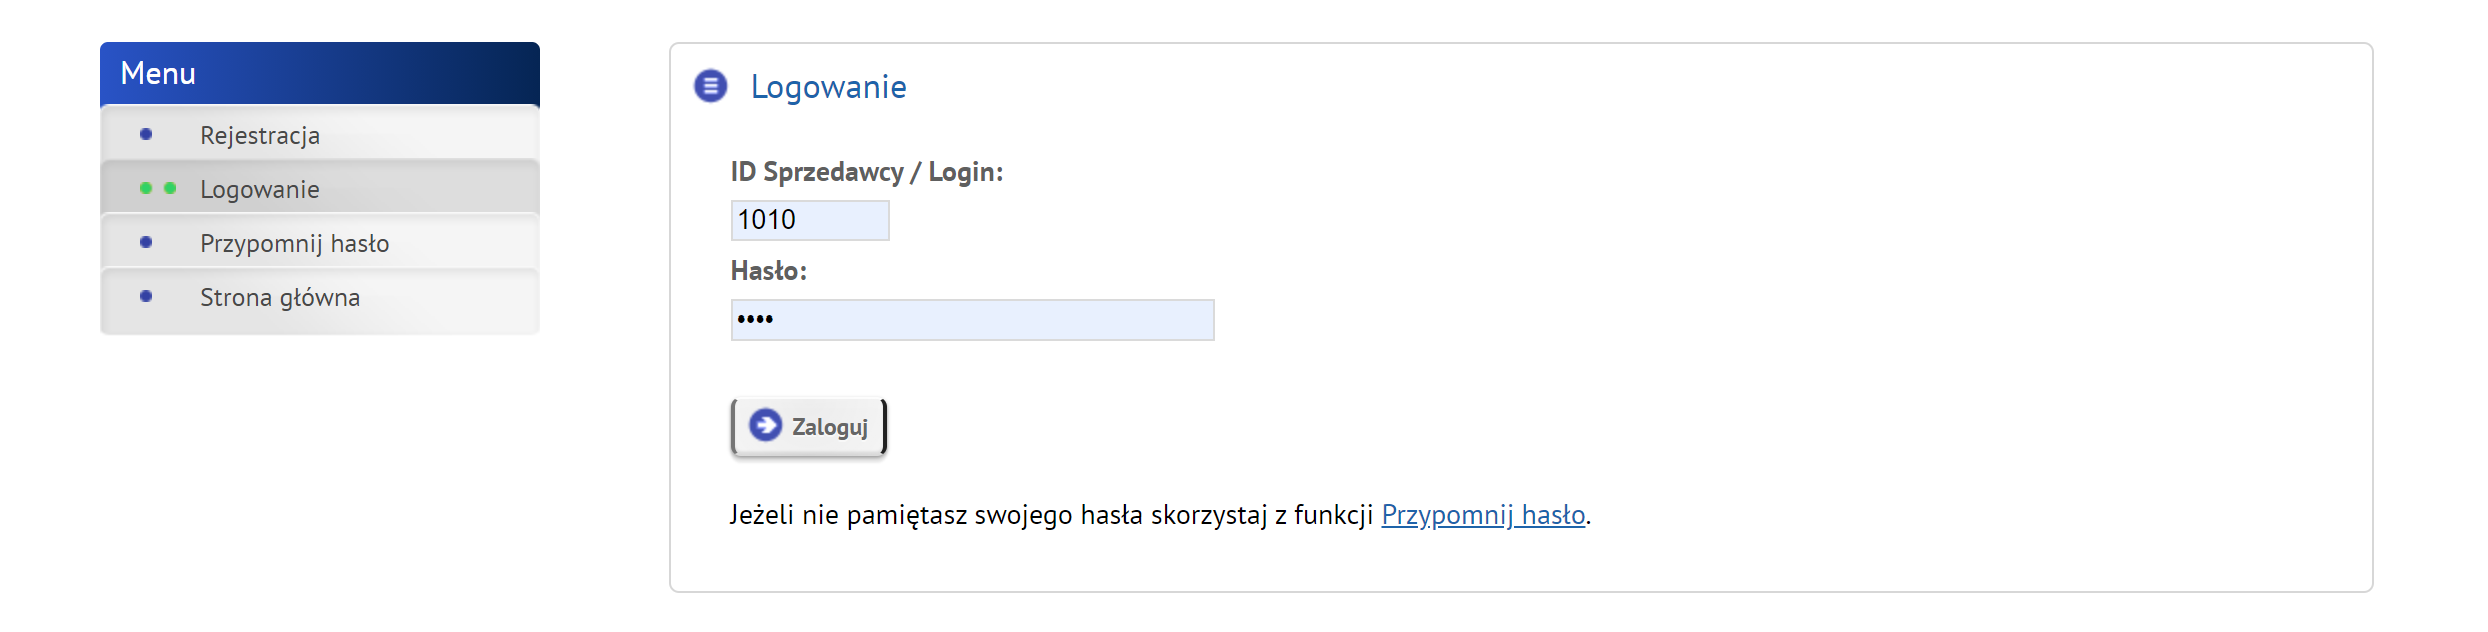 Menu
Rejestracja
Logowanie
Przypomnij hasło
Strona główna
Logowanie
ID Sprzedawcy / Login:
1010
Hasło:
••••
Zaloguj
Jeżeli nie pamiętasz swojego hasła skorzystaj z funkcji Przypomnij hasło.